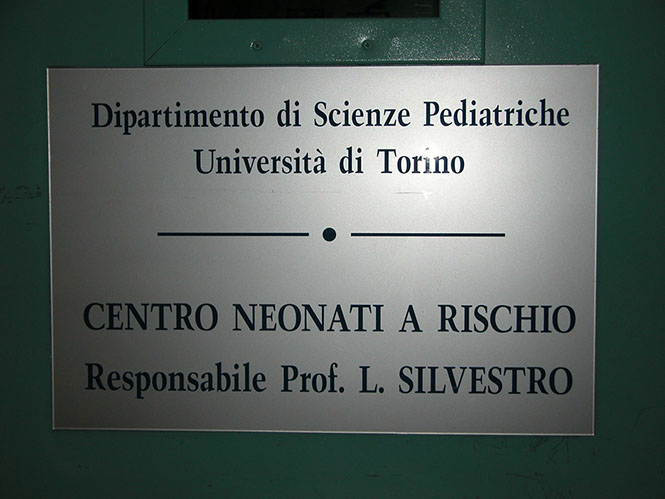 Dipartimento di Scienze Pediatriche
Università di Torino
CENTRO NEONATI A RISCHIO
Responsabile Prof. L. SILVESTRO